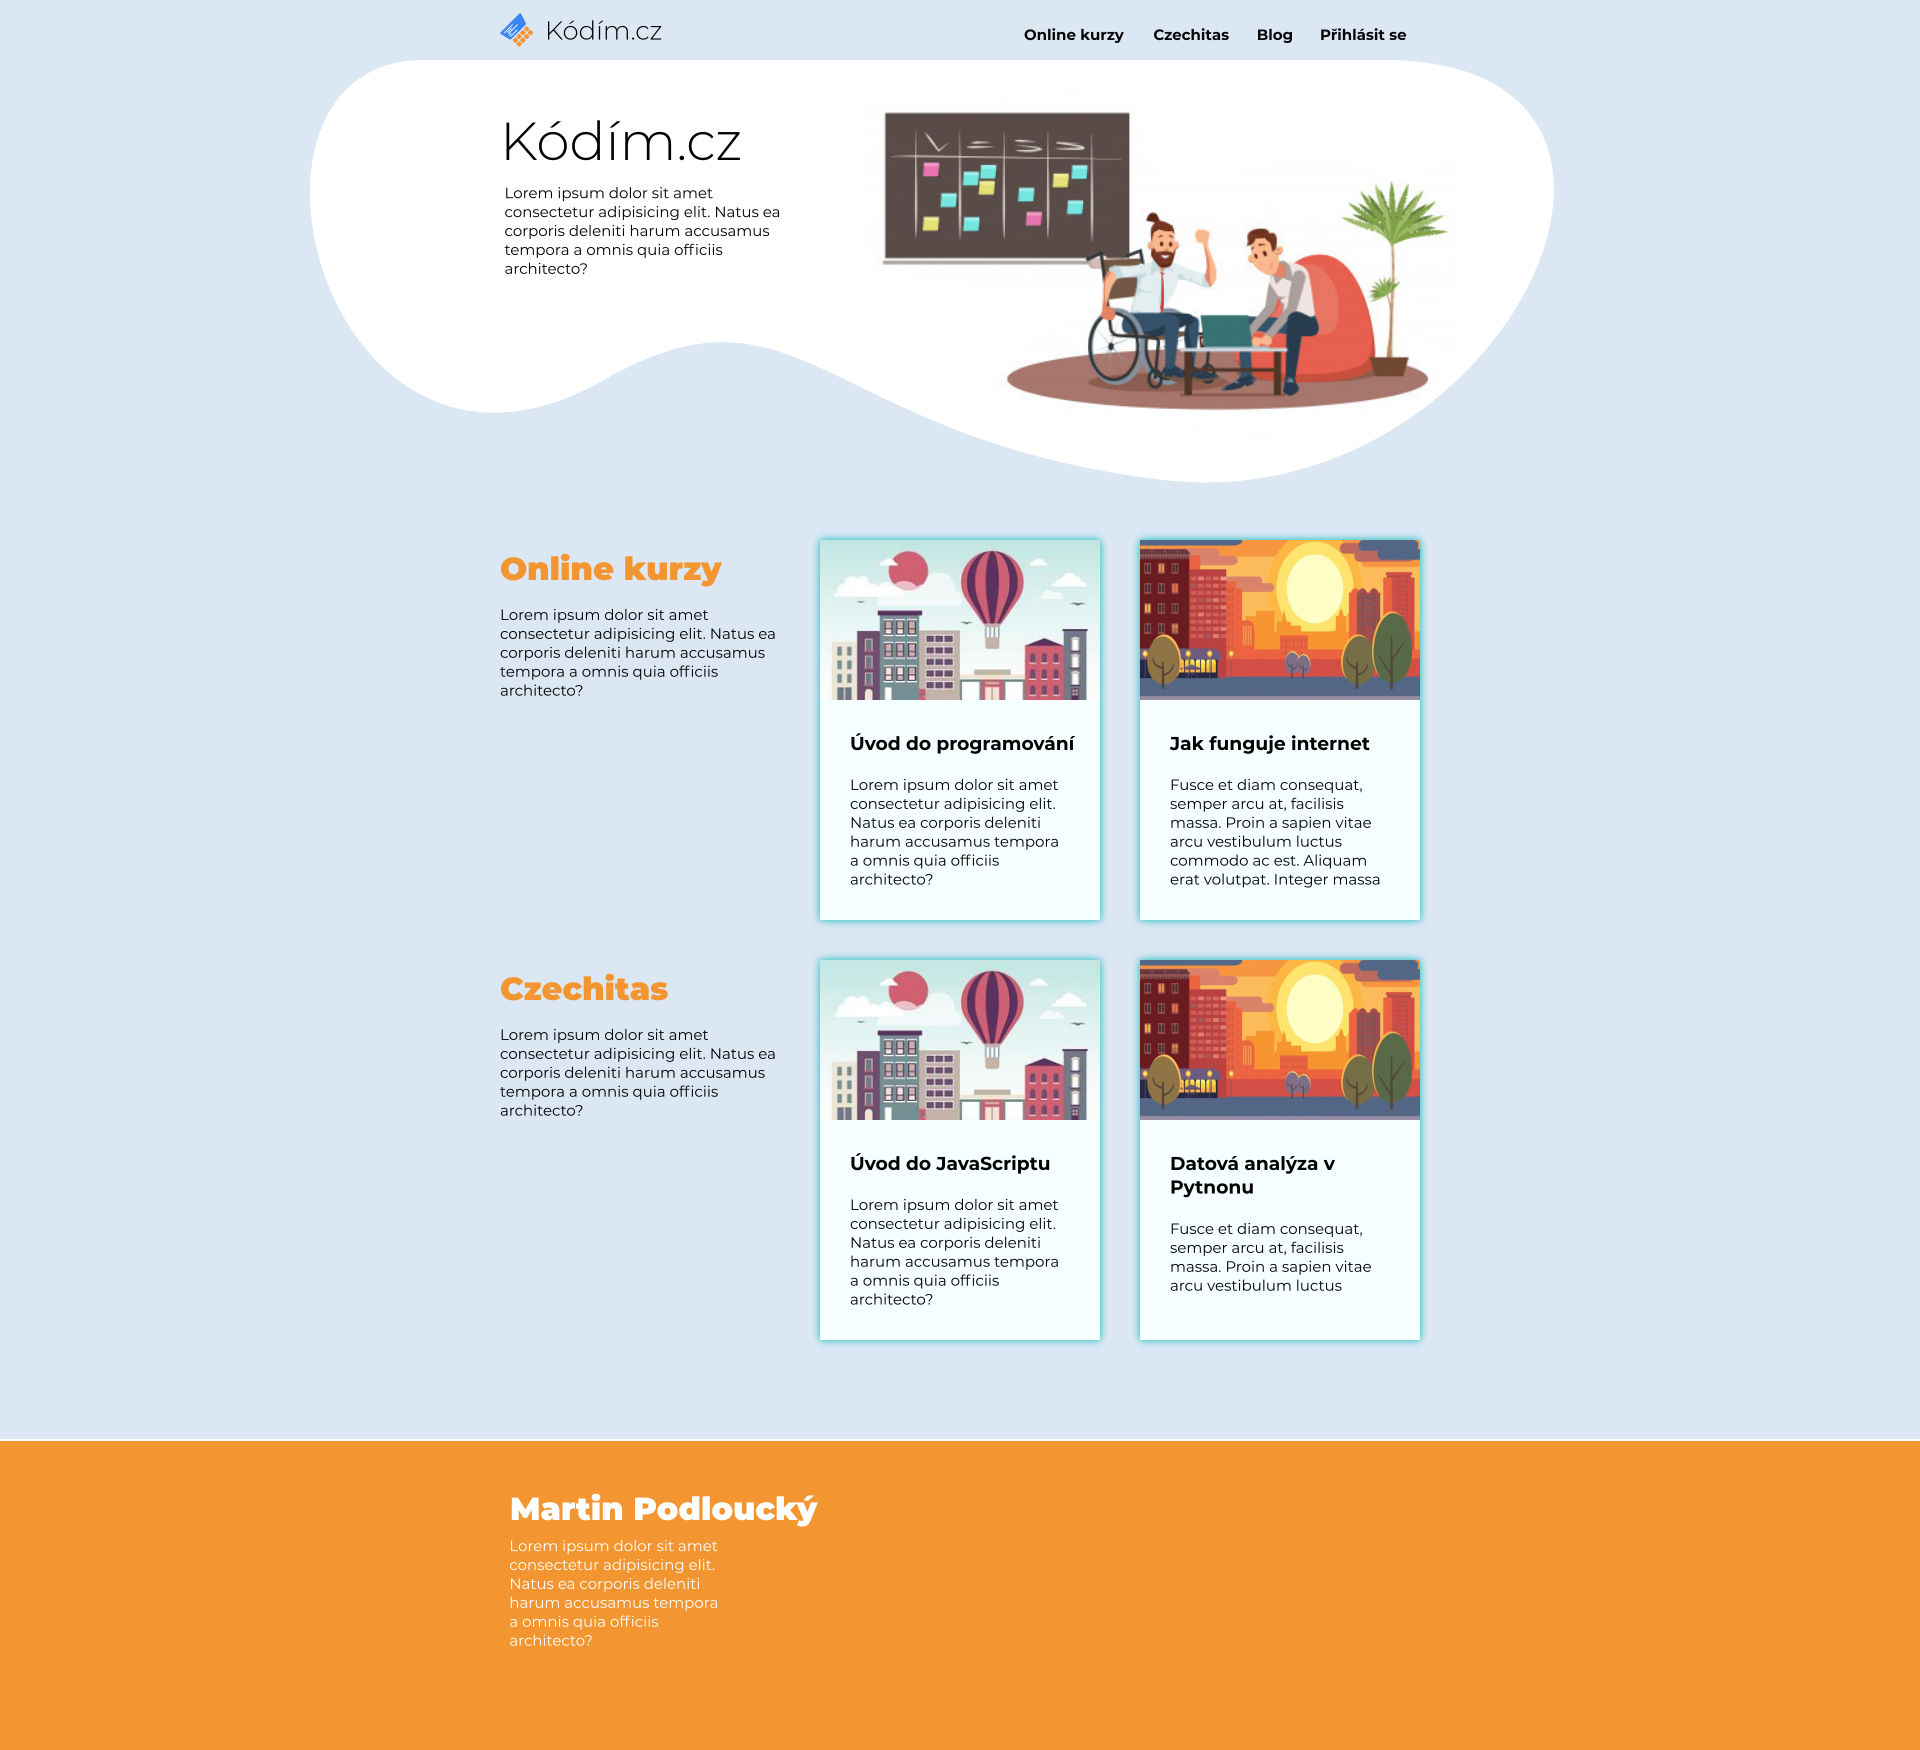 Kódím.cz
Online kurzy Czechitas Blog Přihlásit se
Kódím.cz
Lorem ipsum dolor sit amet
consectetur adipisicing elit. Natus ea
corporis deleniti harum accusamus
tempora a omnis quia officiis
architecto?
Online kurzy
Lorem ipsum dolor sit amet
consectetur adipisicing elit. Natus ea
corporis deleniti harum accusamus
tempora a omnis quia officiis
architecto?
Úvod do programování
Lorem ipsum dolor sit amet
consectetur adipisicing elit.
Natus ea corporis deleniti
harum accusamus tempora
a omnis quia officiis
architecto?
Jak funguje internet
Fusce et diam consequat,
semper arcu at, facilisis
massa. Proin a sapien vitae
arcu vestibulum luctus
commodo ac est. Aliquam
erat volutpat. Integer massa
Czechitas
Lorem ipsum dolor sit amet
consectetur adipisicing elit. Natus ea
corporis deleniti harum accusamus
tempora a omnis quia officiis
architecto?
Úvod do JavaScriptu
Lorem ipsum dolor sit amet
consectetur adipisicing elit.
Natus ea corporis deleniti
harum accusamus tempora
a omnis quia officiis
architecto?
Datová analýza v
Pytnonu
Fusce et diam consequat,
semper arcu at, facilisis
massa. Proin a sapien vitae
arcu vestibulum luctus
Martin Podloucký
Lorem ipsum dolor sit amet
consectetur adipisicing elit.
Natus ea corporis deleniti
harum accusamus tempora
a omnis quia officiis
architecto?